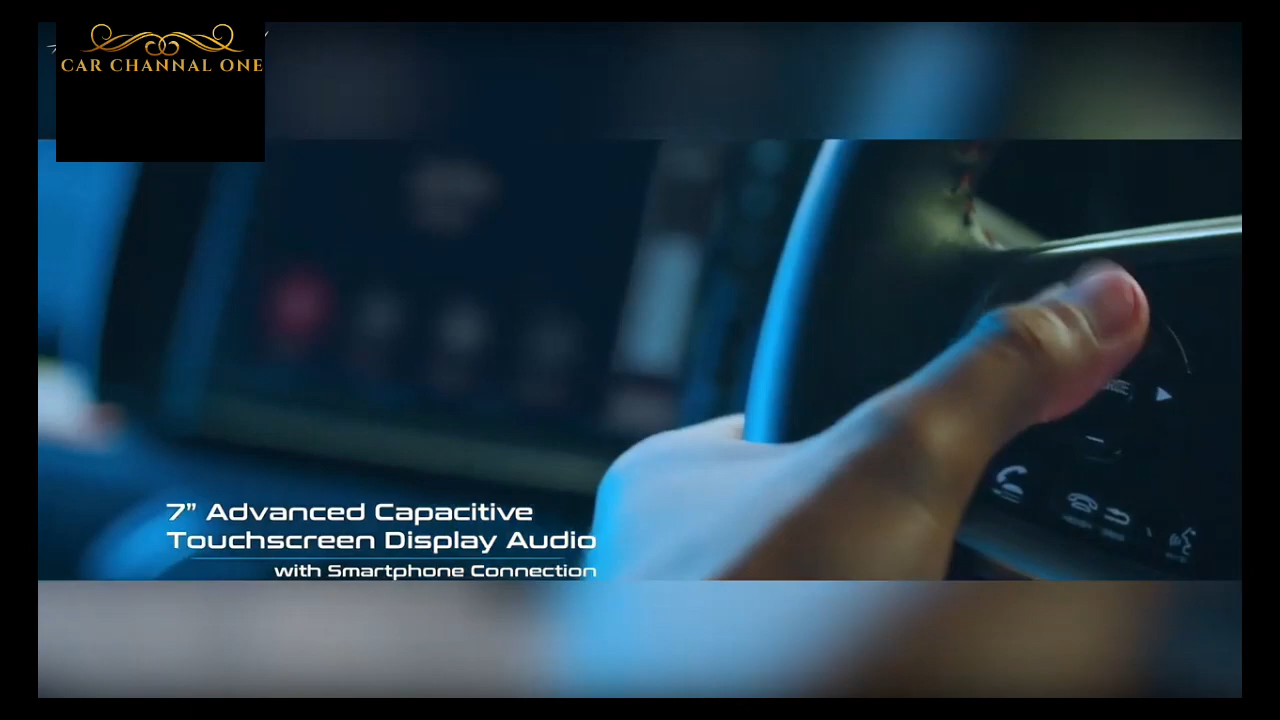 CAR CHANNAL ONE
7” Advanced Capacitive
Touchscreen Display Audio
with Smartphone Connection